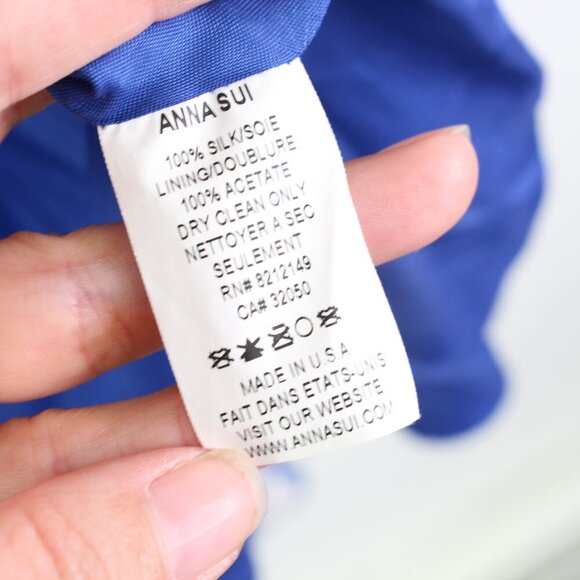 ANNA SUI
100% SILK/SOIE
LINING/DOUBLURE
100% ACETATE
DRY CLEAN ONLY
NETTOYER A SEC
SEULEMENT
RN# 8212149
CA# 32050
MADE IN U.S.A
FAIT DANS ETATS-UNIS
VISIT OUR WEBSITE
WWW.ANNASUI.COM